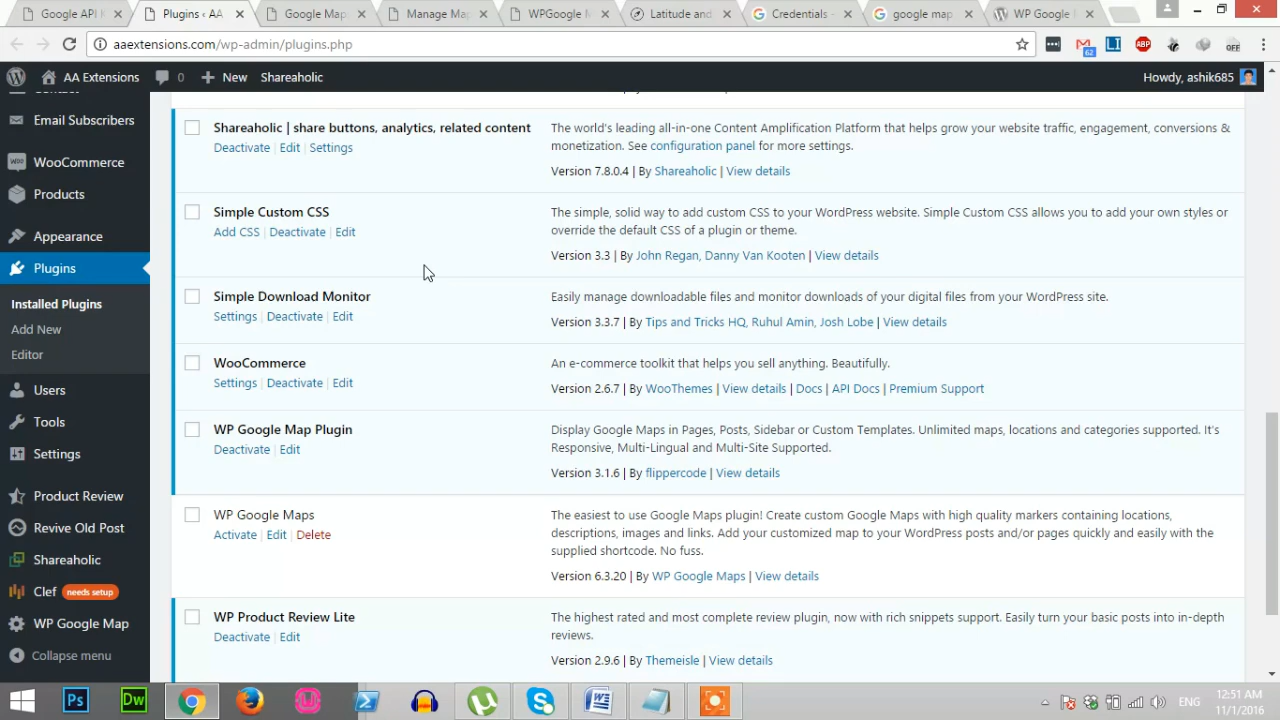 Google API K
Plugins ‹ AA
Google Map
Manage Map
WPGoogle M
Latitude and
Credentials -
google map
WP Google
aaextensions.com/wp-admin/plugins.php
62
LI
ABP
OFF
AA Extensions
0
New
Shareaholic
Howdy, ashik685
Contact
Email Subscribers
WooCommerce
Products
Appearance
Plugins
Installed Plugins
Add New
Editor
Users
Tools
Settings
Product Review
Revive Old Post
Shareaholic
Clef needs setup
WP Google Map
Collapse menu
Shareaholic | share buttons, analytics, related content
Deactivate | Edit | Settings
The world's leading all-in-one Content Amplification Platform that helps grow your website traffic, engagement, conversions &
monetization. See configuration panel for more settings.
Version 7.8.0.4 | By Shareaholic | View details
Simple Custom CSS
Add CSS | Deactivate | Edit
The simple, solid way to add custom CSS to your WordPress website. Simple Custom CSS allows you to add your own styles or
override the default CSS of a plugin or theme.
Version 3.3 | By John Regan, Danny Van Kooten | View details
Simple Download Monitor
Settings | Deactivate | Edit
Easily manage downloadable files and monitor downloads of your digital files from your WordPress site.
Version 3.3.7 | By Tips and Tricks HQ, Ruhul Amin, Josh Lobe | View details
WooCommerce
Settings | Deactivate | Edit
An e-commerce toolkit that helps you sell anything. Beautifully.
Version 2.6.7 | By WooThemes | View details | Docs | API Docs | Premium Support
WP Google Map Plugin
Deactivate | Edit
Display Google Maps in Pages, Posts, Sidebar or Custom Templates. Unlimited maps, locations and categories supported. It's
Responsive, Multi-Lingual and Multi-Site Supported.
Version 3.1.6 | By flippercode | View details
WP Google Maps
Activate | Edit | Delete
The easiest to use Google Maps plugin! Create custom Google Maps with high quality markers containing locations,
descriptions, images and links. Add your customized map to your WordPress posts and/or pages quickly and easily with the
supplied shortcode. No fuss.
Version 6.3.20 | By WP Google Maps | View details
WP Product Review Lite
Deactivate | Edit
The highest rated and most complete review plugin, now with rich snippets support. Easily turn your basic posts into in-depth
reviews.
Version 2.9.6 | By Themeisle | View details
Ps
Dw
ENG
12:51 AM
11/1/2016